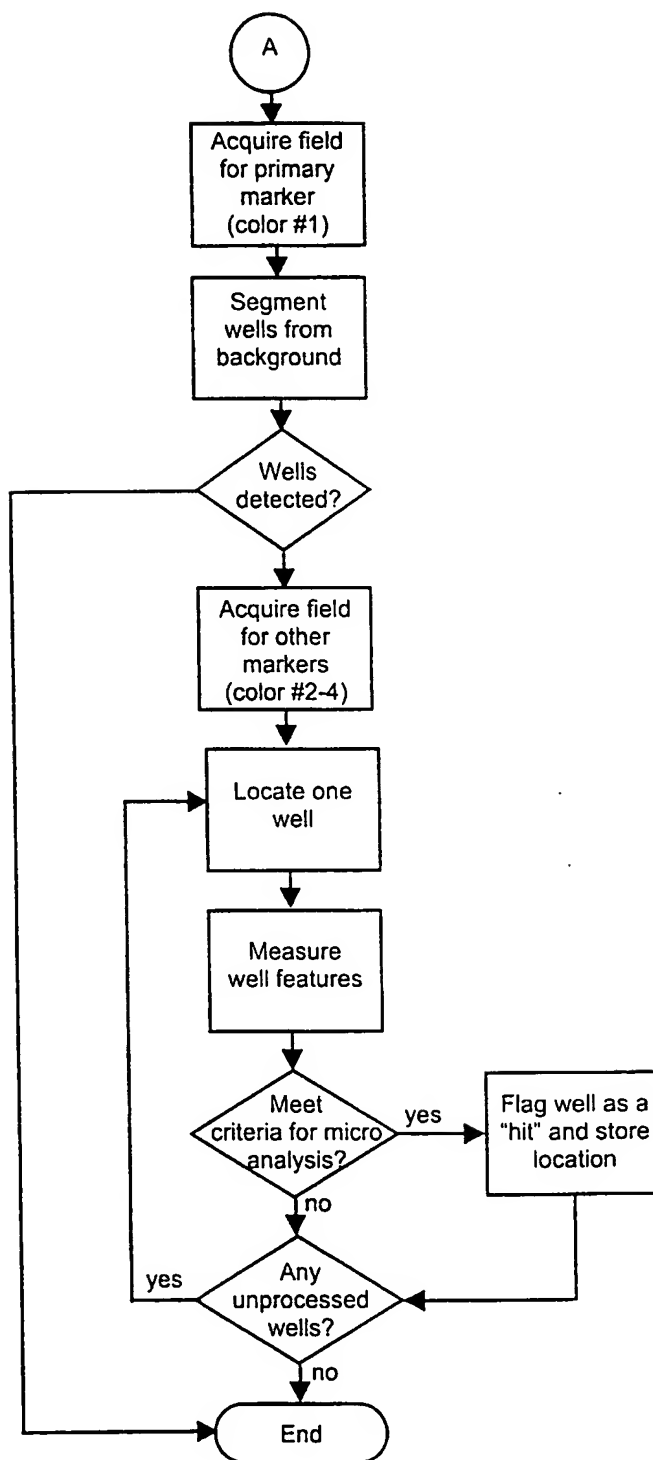 A
Acquire field
for primary
marker
(color #1)
Segment
wells from
background
Wells
detected?
Acquire field
for other
markers
(color #2-4)
Locate one
well
Measure
well features
Meet
criteria for micro
analysis?
yes
Flag well as a
"hit" and store
location
no
yes
Any
unprocessed
wells?
no
End